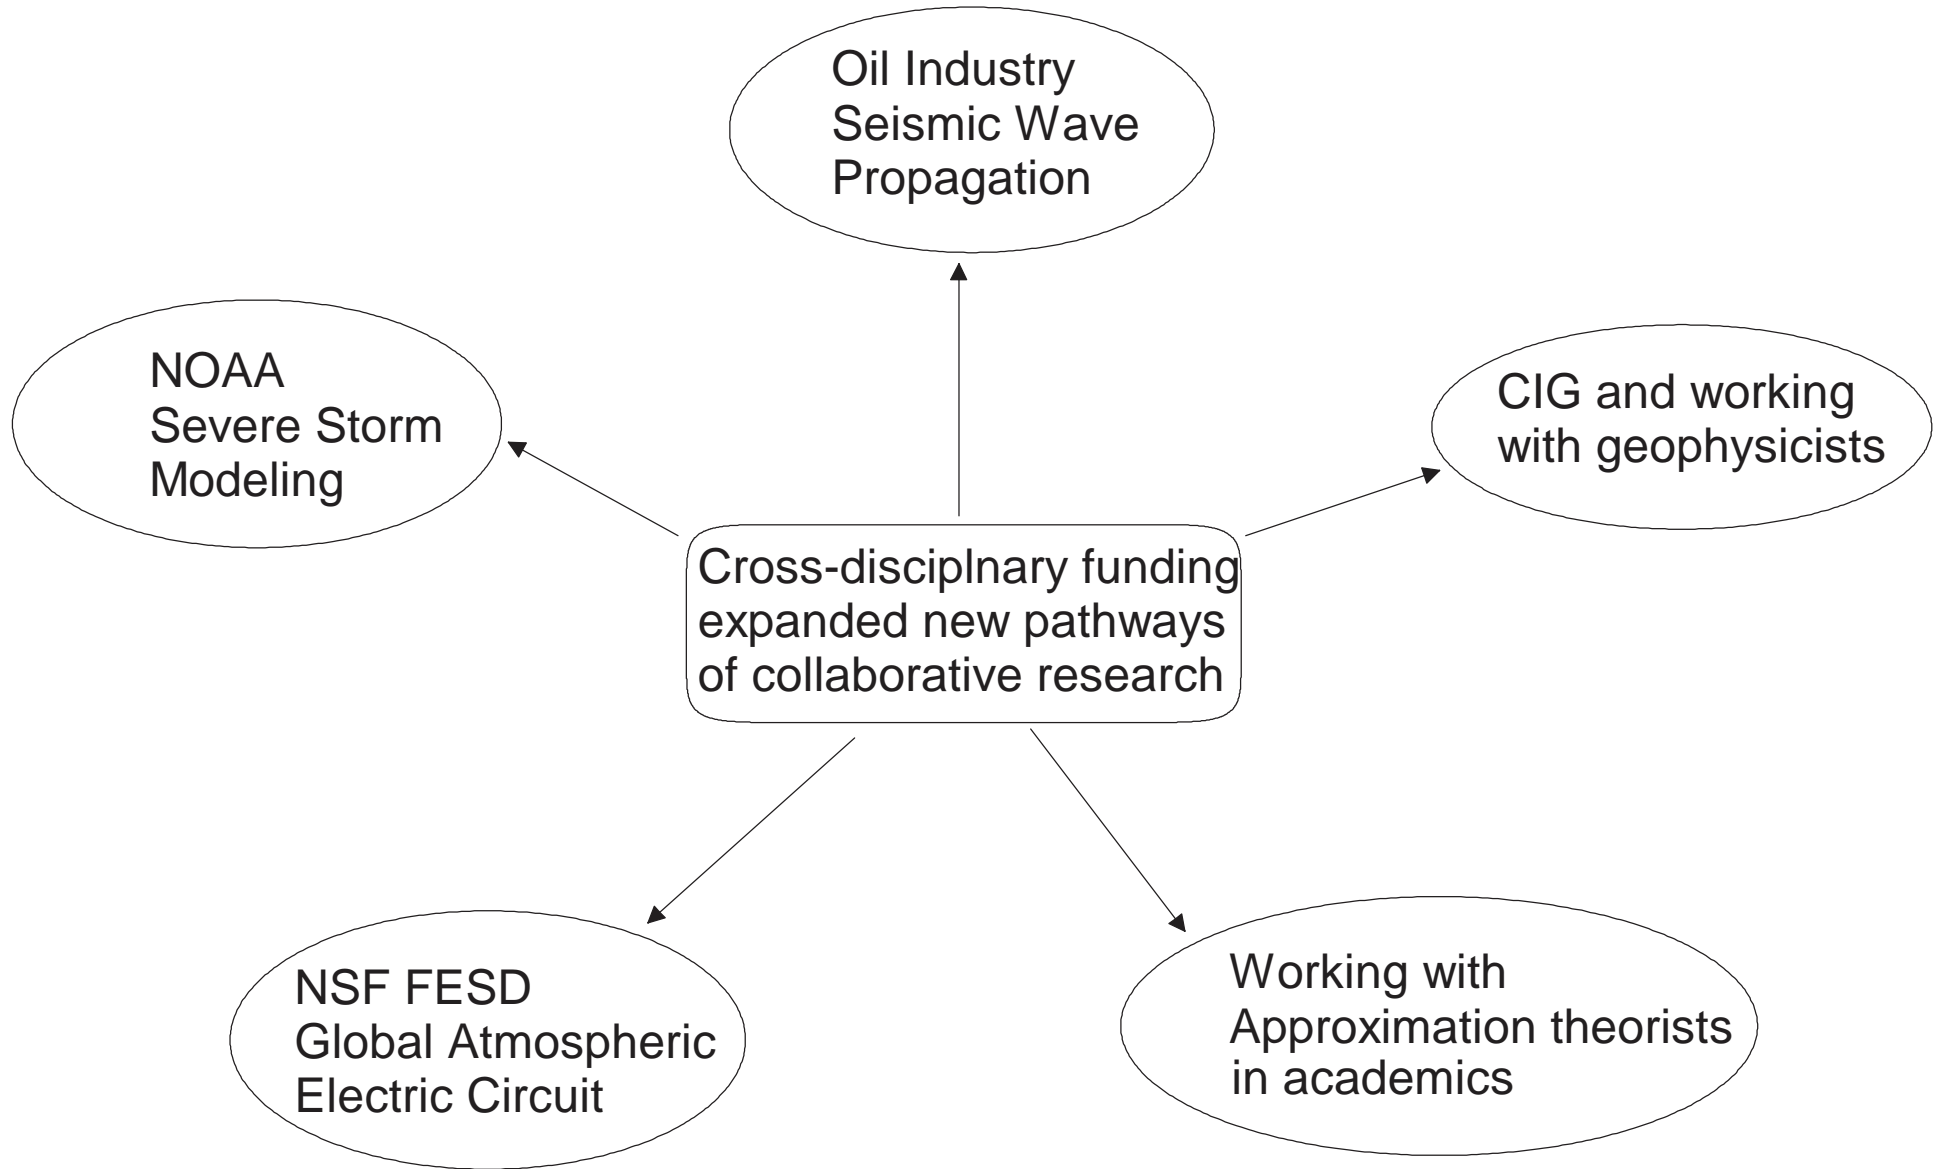 Oil Industry
Seismic Wave
Propagation
NOAA
Severe Storm
Modeling
CIG and working
with geophysicists
Cross-disciplnary funding
expanded new pathways
of collaborative research
NSF FESD
Global Atmospheric
Electric Circuit
Working with
Approximation theorists
in academics